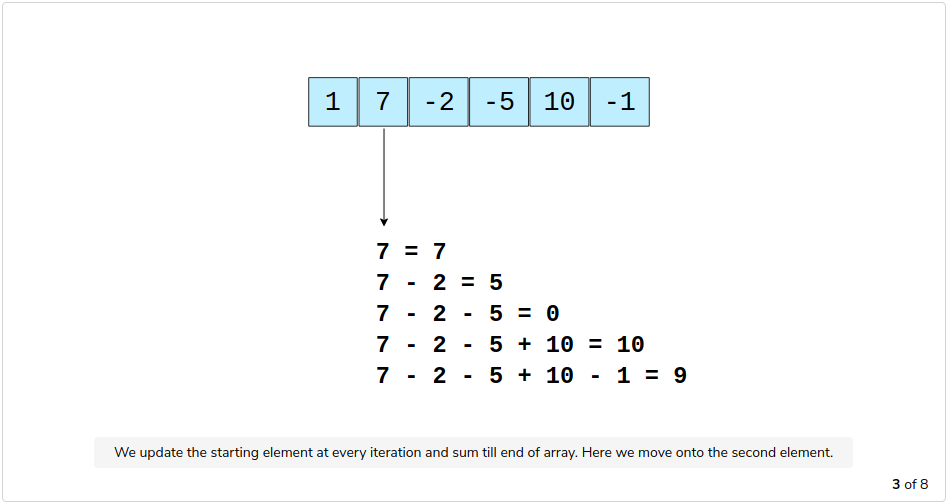 1 7 -2 -5 10 -1
7 = 7
7 - 2 = 5
7 - 2 - 5 = 0
7 - 2 - 5 + 10 = 10
7 - 2 - 5 + 10 - 1 = 9
We update the starting element at every iteration and sum till end of array. Here we move onto the second element.
3 of 8